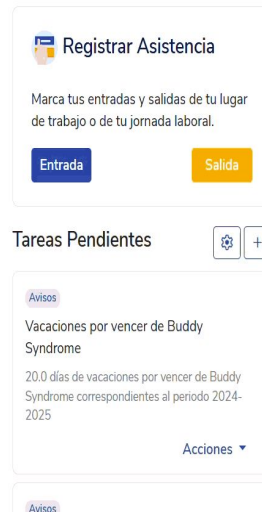 Registrar Asistencia
Marca tus entradas y salidas de tu lugar
de trabajo o de tu jornada laboral.
Entrada
Salida
Tareas Pendientes
Avisos
Vacaciones por vencer de Buddy
Syndrome
20.0 días de vacaciones por vencer de Buddy
Syndrome correspondientes al periodo 2024-
2025
Acciones
Avisos